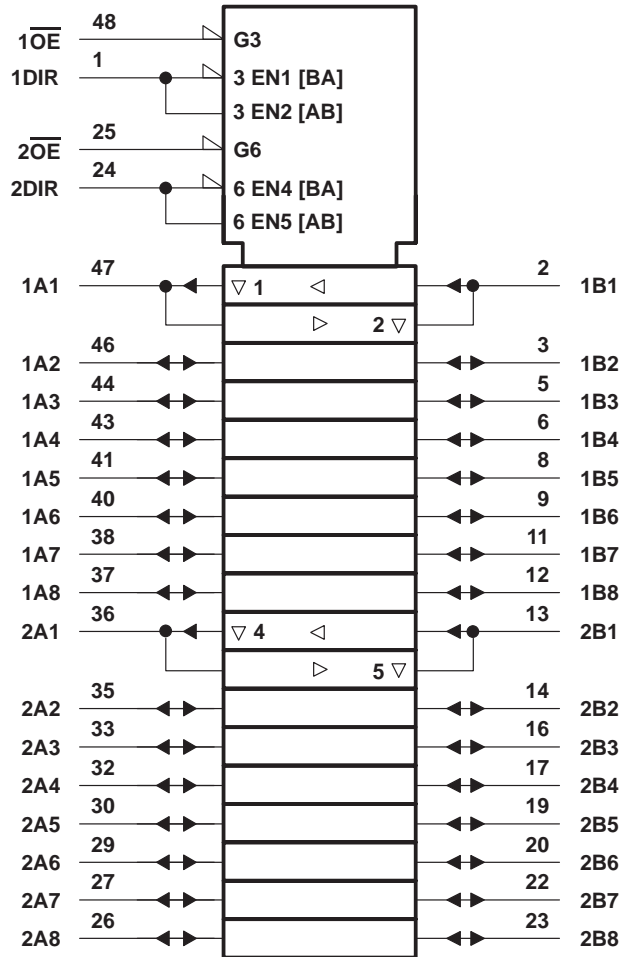 1OE 48 G3
1DIR 1 3 EN1 [BA]
3 EN2 [AB]
2OE 25 G6
2DIR 24 6 EN4 [BA]
6 EN5 [AB]
1A1 47 ▽ 1 ◁ 2 1B1
▷ 2 ▽
1A2 46 3 1B2
1A3 44 5 1B3
1A4 43 6 1B4
1A5 41 8 1B5
1A6 40 9 1B6
1A7 38 11 1B7
1A8 37 12 1B8
2A1 36 ▽ 4 ◁ 13 2B1
▷ 5 ▽
2A2 35 14 2B2
2A3 33 16 2B3
2A4 32 17 2B4
2A5 30 19 2B5
2A6 29 20 2B6
2A7 27 22 2B7
2A8 26 23 2B8